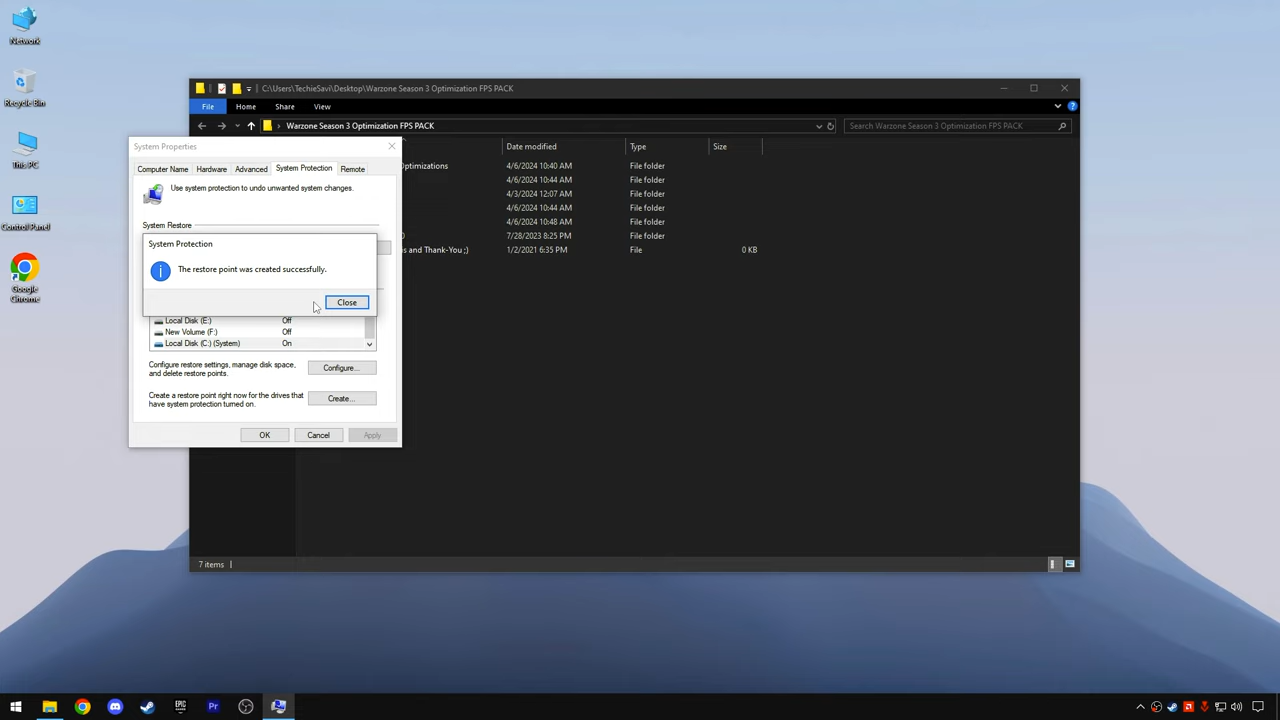 Network
Recycle Bin
This PC
Control Panel
Google
Chrome
C:\Users\TechieSavi\Desktop\Warzone Season 3 Optimization FPS PACK
File Home Share View
Warzone Season 3 Optimization FPS PACK
Search Warzone Season 3 Optimization FPS PACK
Date modified Type Size
Optimizations 4/6/2024 10:40 AM File folder
4/6/2024 10:44 AM File folder
4/3/2024 12:07 AM File folder
4/6/2024 10:44 AM File folder
4/6/2024 10:48 AM File folder
7/28/2023 8:25 PM File folder
s and Thank-You ;) 1/2/2021 6:35 PM File 0 KB
7 items
System Properties
Computer Name Hardware Advanced System Protection Remote
Use system protection to undo unwanted system changes.
System Restore
System Protection
The restore point was created successfully.
Close
Local Disk (E:) Off
New Volume (F:) Off
Local Disk (C:) (System) On
Configure restore settings, manage disk space,
and delete restore points.
Configure...
Create a restore point right now for the drives that
have system protection turned on.
Create...
OK Cancel Apply
EPIC
Pr